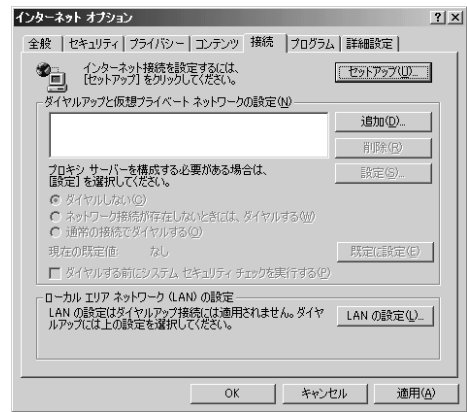 インターネット オプション
? ×
全般 セキュリティ プライバシー コンテンツ 接続 プログラム 詳細設定
インターネット接続を設定するには、
[セットアップ] をクリックしてください。
セットアップ(U)...
ダイヤルアップと仮想プライベート ネットワークの設定(N)
追加(D)...
削除(R)
プロキシ サーバーを構成する必要がある場合は、
[設定] を選択してください。
設定(S)...
ダイヤルしない(C)
ネットワーク接続が存在しないときには、ダイヤルする(W)
通常の接続でダイヤルする(O)
現在の既定値: なし
既定に設定(E)
ダイヤルする前にシステム セキュリティ チェックを実行する(P)
ローカル エリア ネットワーク (LAN) の設定
LAN の設定はダイヤルアップ接続には適用されません。ダイヤ
ルアップには上の設定を選択してください。
LAN の設定(L)...
OK キャンセル 適用(A)